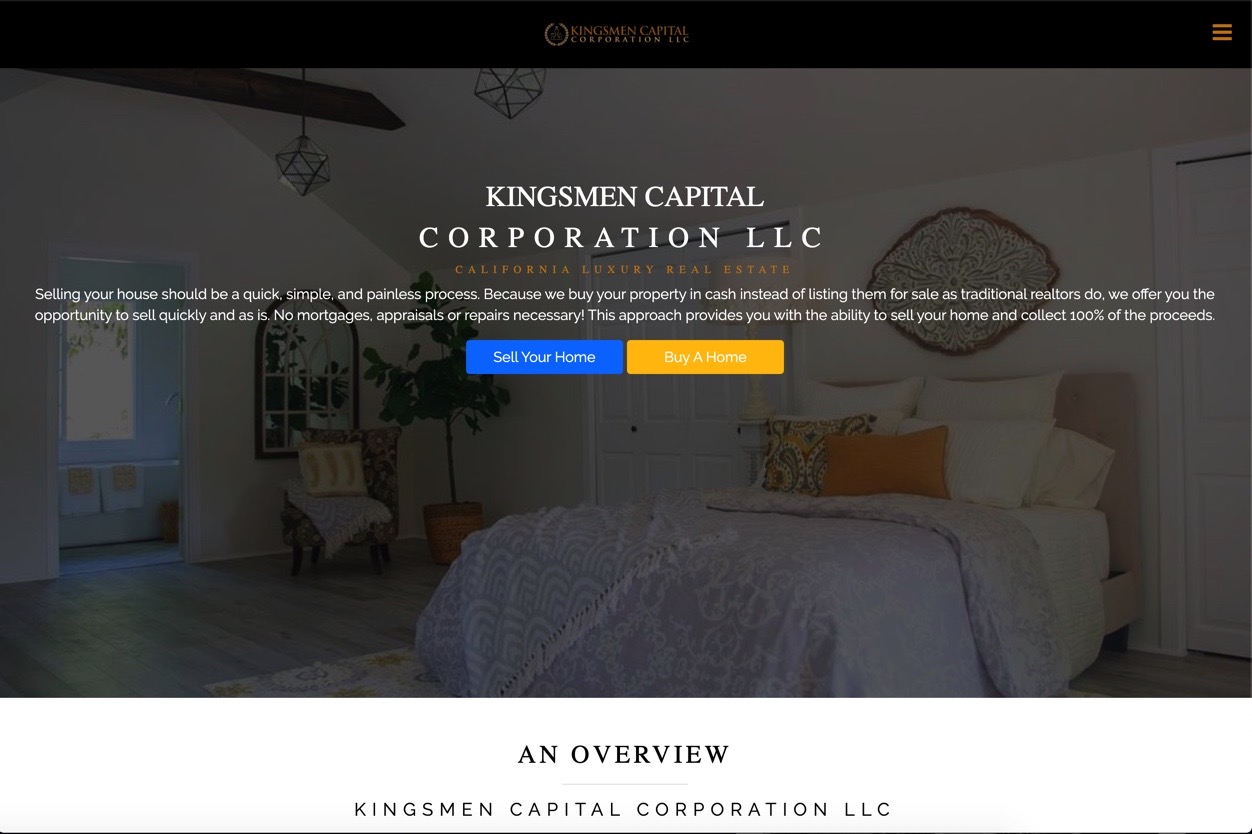 KINGSMEN CAPITAL
CORPORATION LLC
KINGSMEN CAPITAL
CORPORATION LLC
CALIFORNIA LUXURY REAL ESTATE
Selling your house should be a quick, simple, and painless process. Because we buy your property in cash instead of listing them for sale as traditional realtors do, we offer you the
opportunity to sell quickly and as is. No mortgages, appraisals or repairs necessary! This approach provides you with the ability to sell your home and collect 100% of the proceeds.
Sell Your Home
Buy A Home
AN OVERVIEW
KINGSMEN CAPITAL CORPORATION LLC